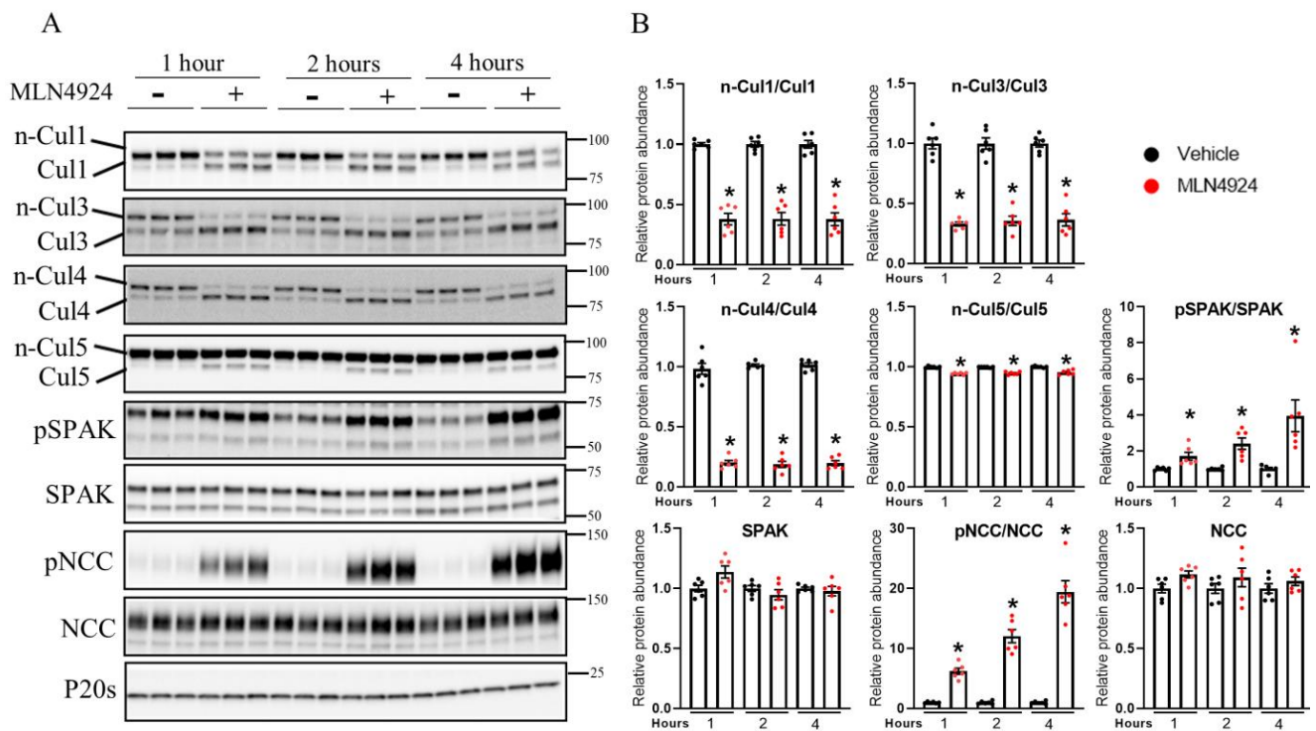 A
1 hour 2 hours 4 hours
MLN4924 - + - + - +
n-Cul1
Cul1
100
75
n-Cul3
Cul3
100
75
n-Cul4
Cul4
100
75
n-Cul5
Cul5
100
75
pSPAK
75
50
SPAK
75
50
pNCC
150
NCC
150
P20s
25
B
n-Cul1/Cul1
Relative protein abundance
1.5
1.0
0.5
0.0
* * *
Hours 1 2 4
n-Cul3/Cul3
Relative protein abundance
1.5
1.0
0.5
0.0
* * *
Hours 1 2 4
Vehicle
MLN4924
n-Cul4/Cul4
Relative protein abundance
1.5
1.0
0.5
0.0
* * *
Hours 1 2 4
n-Cul5/Cul5
Relative protein abundance
1.5
1.0
0.5
0.0
* * *
Hours 1 2 4
pSPAK/SPAK
Relative protein abundance
10
8
6
4
2
0
* * *
Hours 1 2 4
SPAK
Relative protein abundance
1.5
1.0
0.5
0.0
Hours 1 2 4
pNCC/NCC
Relative protein abundance
30
20
10
0
* * *
Hours 1 2 4
NCC
Relative protein abundance
1.5
1.0
0.5
0.0
Hours 1 2 4